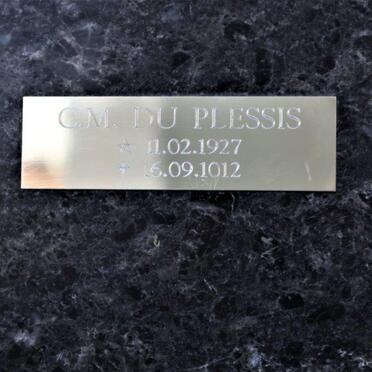 C.M. DU PLESSIS
☆ 11.02.1927
✝ 16.09.1012